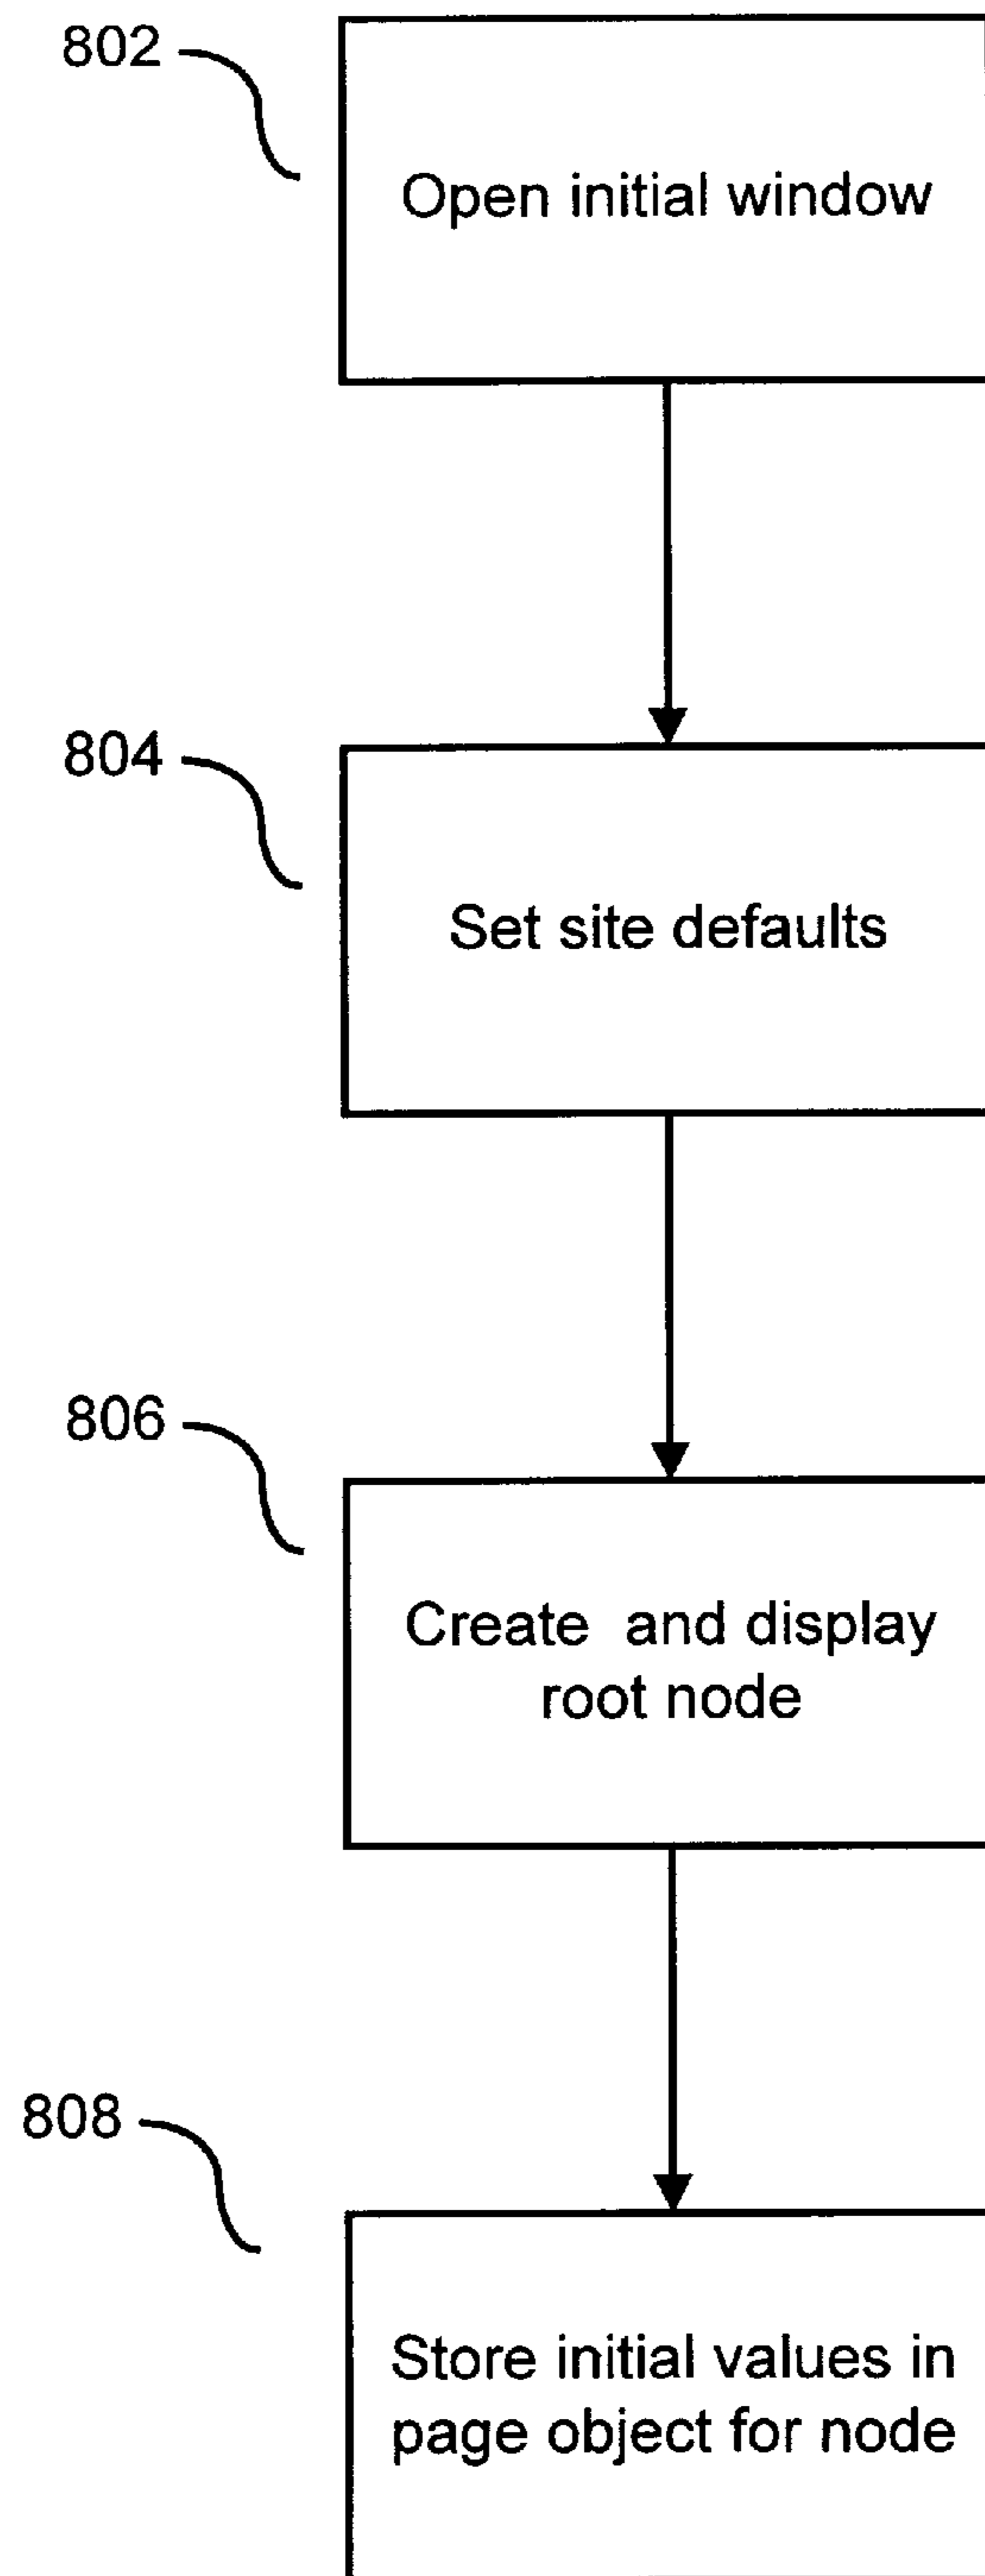 802
Open initial window
804
Set site defaults
806
Create and display
root node
808
Store initial values in
page object for node